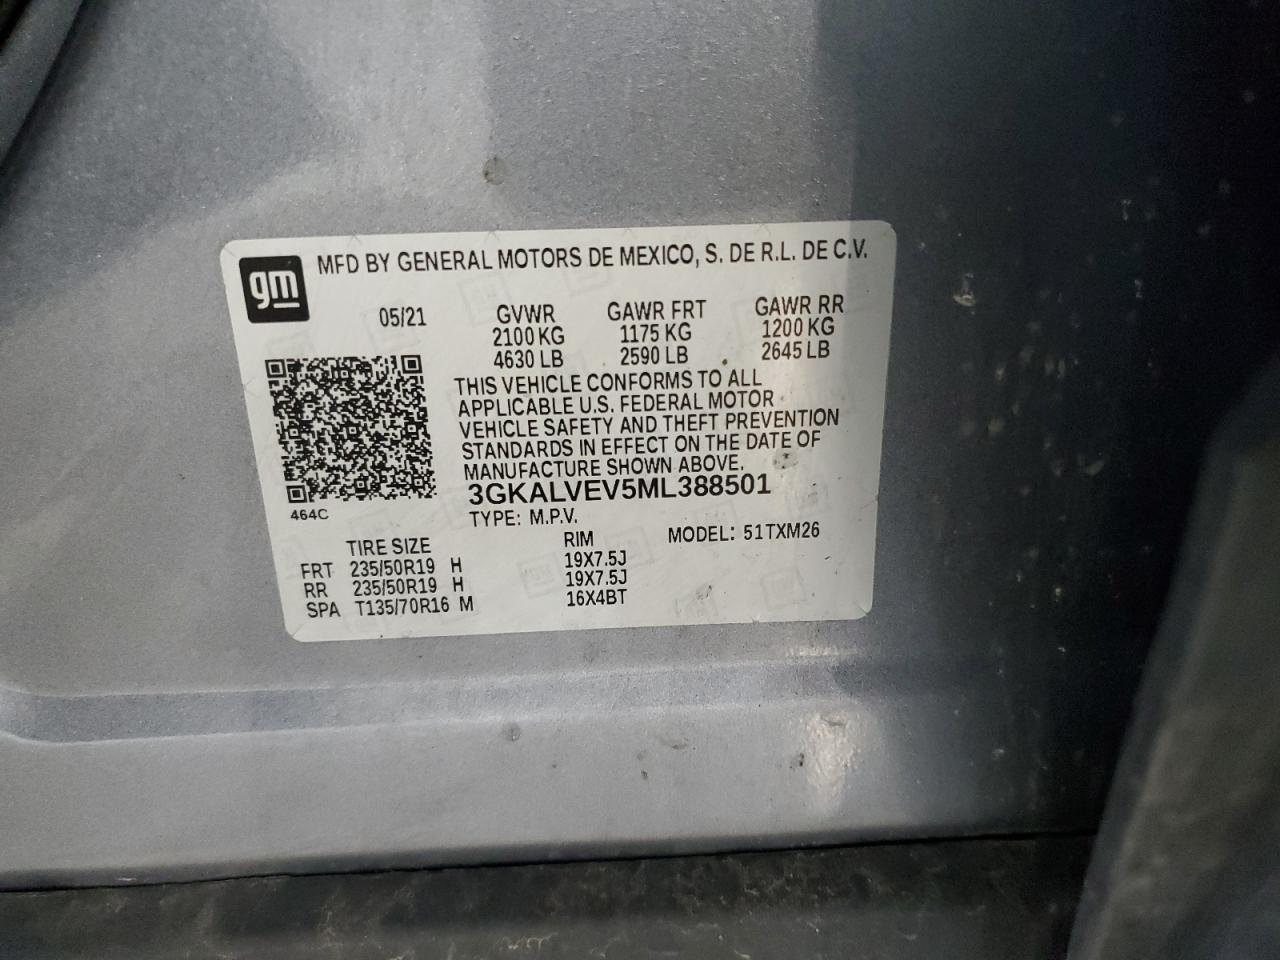 gm MFD BY GENERAL MOTORS DE MEXICO, S. DE R.L. DE C.V.
05/21 GVWR GAWR FRT GAWR RR
2100 KG 1175 KG 1200 KG
4630 LB 2590 LB 2645 LB
THIS VEHICLE CONFORMS TO ALL
APPLICABLE U.S. FEDERAL MOTOR
VEHICLE SAFETY AND THEFT PREVENTION
STANDARDS IN EFFECT ON THE DATE OF
MANUFACTURE SHOWN ABOVE.
3GKALVEV5ML388501
464C
TYPE: M.P.V. MODEL: 51TXM26
TIRE SIZE RIM
FRT 235/50R19 H 19X7.5J
RR 235/50R19 H 19X7.5J
SPA T135/70R16 M 16X4BT